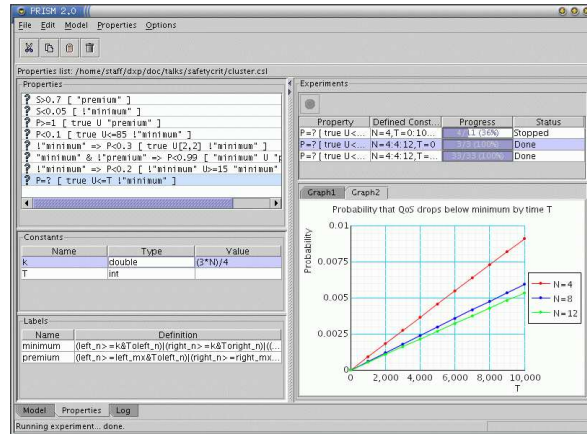 PRISM 2.0
File Edit Model Properties Options
Properties list: /home/staff/dxp/doc/talks/safetycrit/cluster.csl
Properties
S>0.7 [ "premium" ]
S<0.05 [ !"minimum" ]
P>=1 [ true U "premium" ]
P<0.1 [ true U<=85 !"minimum" ]
!"minimum" => P<0.3 [ true U[2,2] !"minimum" ]
"minimum" & !"premium" => P<0.99 [ "minimum" U "p
!"minimum" => P<0.2 [ !"minimum" U>=15 "minimum"
P=? [ true U<=T !"minimum" ]
Constants
Name Type Value
k double (3*N)/4
T int
Labels
Name Definition
minimum (left_n>=k&Toleft_n)|(right_n>=k&Toright_n)|((...
premium (left_n>=left_mx&Toleft_n)|(right_n>=right_mx...
Experiments
Property Defined Const... Progress Status
P=? [ true U<... N=4,T=0:10... 4/11 (36%) Stopped
P=? [ true U<... N=4:4:12,T=0 3/3 (100%) Done
P=? [ true U<... N=4:4:12,T=... 33/33 (100%) Done
Graph1 Graph2
Probability that QoS drops below minimum by time T
Probability
0.01
0.0075
0.005
0.0025
0
0 2,000 4,000 6,000 8,000 10,000
T
N=4
N=8
N=12
Model Properties Log
Running experiment... done.